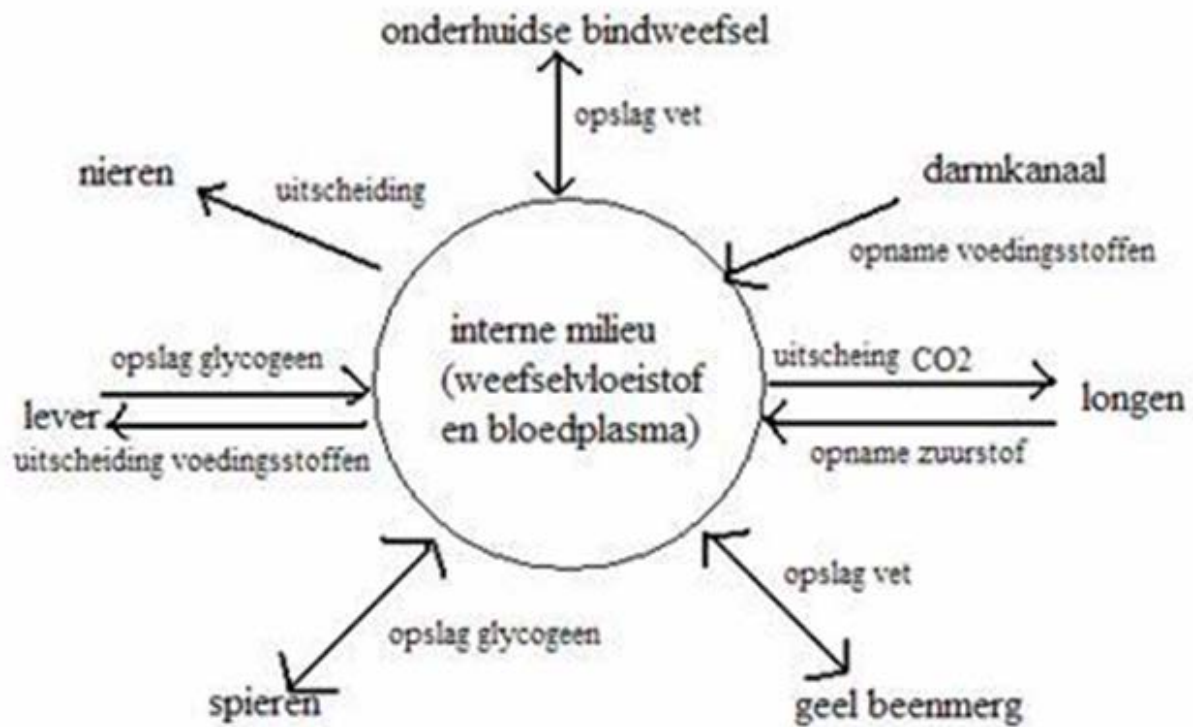 onderhuidse bindweefsel
opslag vet
nieren
uitscheiding
darmkanaal
opname voedingsstoffen
interne milieu
(weefselvloeistof
en bloedplasma)
opslag glycogeen
lever
uitscheiding voedingsstoffen
uitscheing CO2
longen
opname zuurstof
opslag vet
opslag glycogeen
spieren
geel beenmerg